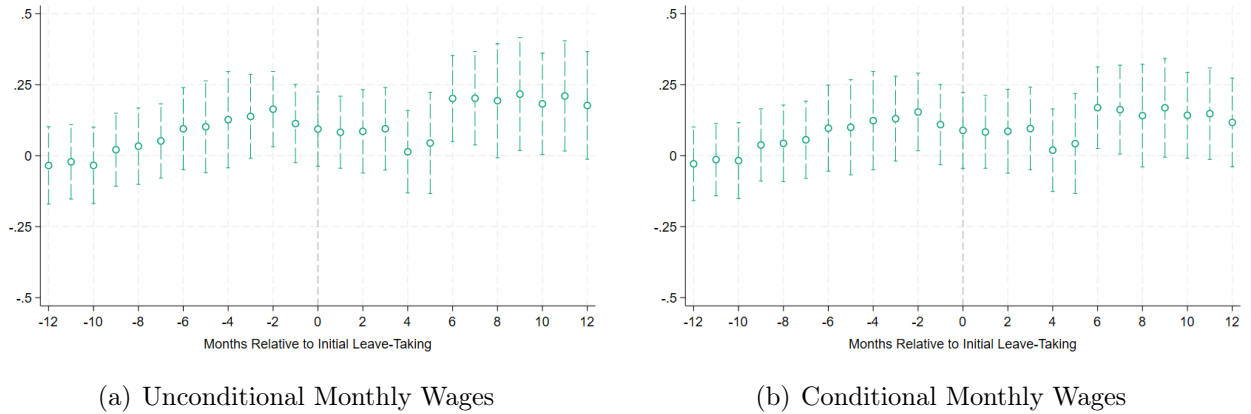 .5
.25
0
-.25
-.5
-12 -10 -8 -6 -4 -2 0 2 4 6 8 10 12
Months Relative to Initial Leave-Taking
(a) Unconditional Monthly Wages
.5
.25
0
-.25
-.5
-12 -10 -8 -6 -4 -2 0 2 4 6 8 10 12
Months Relative to Initial Leave-Taking
(b) Conditional Monthly Wages